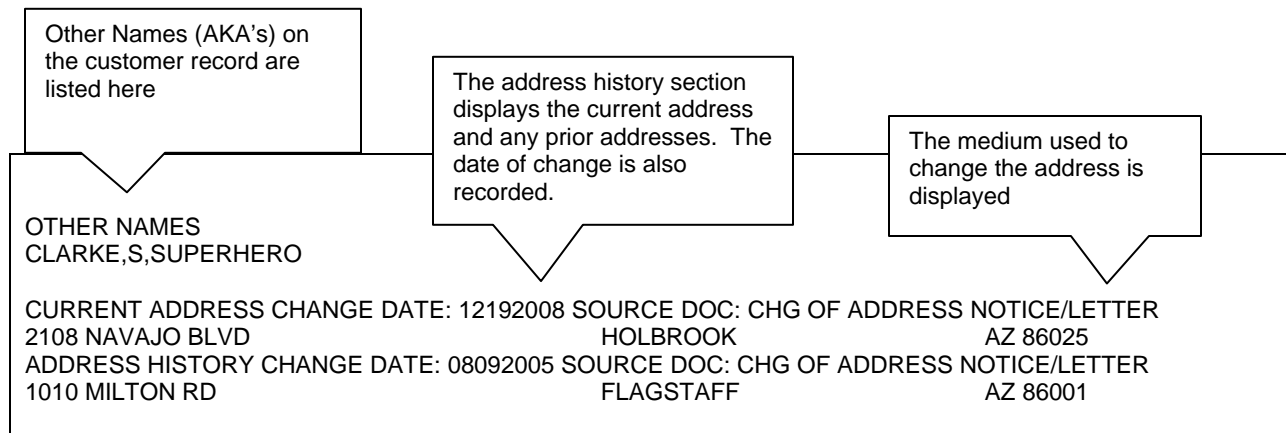 Other Names (AKA's) on
the customer record are
listed here
The address history section
displays the current address
and any prior addresses.  The
date of change is also
recorded.
The medium used to
change the address is
displayed
OTHER NAMES
CLARKE,S,SUPERHERO
CURRENT ADDRESS CHANGE DATE: 12192008 SOURCE DOC: CHG OF ADDRESS NOTICE/LETTER
2108 NAVAJO BLVD HOLBROOK AZ 86025
ADDRESS HISTORY CHANGE DATE: 08092005 SOURCE DOC: CHG OF ADDRESS NOTICE/LETTER
1010 MILTON RD FLAGSTAFF AZ 86001